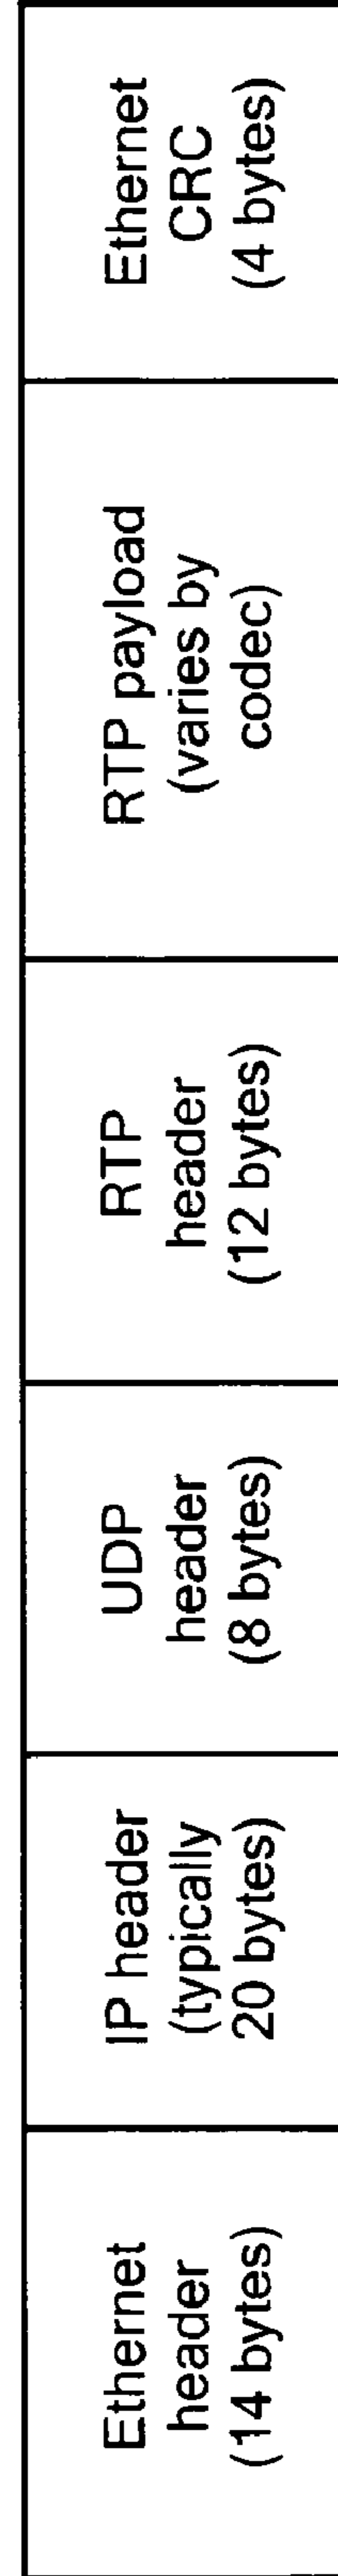 Ethernet
header
(14 bytes)
IP header
(typically
20 bytes)
UDP
header
(8 bytes)
RTP
header
(12 bytes)
RTP payload
(varies by
codec)
Ethernet
CRC
(4 bytes)